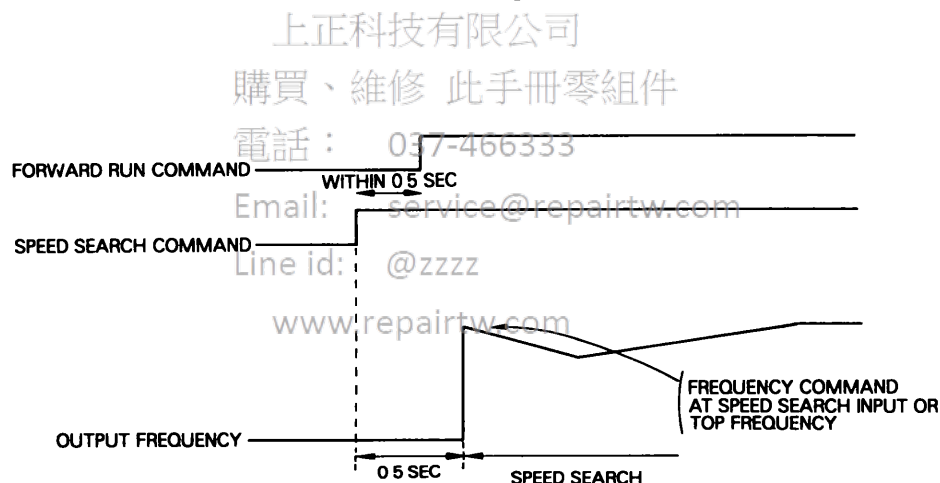 上正科技有限公司
購買、維修 此手冊零組件
電話： 037-466333
FORWARD RUN COMMAND
WITHIN 0 5 SEC
Email: service@repairtw.com
SPEED SEARCH COMMAND
Line id: @zzzz
www.repairtw.com
FREQUENCY COMMAND
AT SPEED SEARCH INPUT OR
TOP FREQUENCY
OUTPUT FREQUENCY
0 5 SEC
SPEED SEARCH